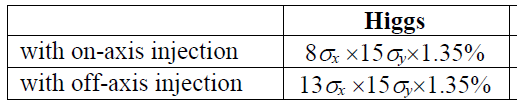 Higgs
with on-axis injection 8σx ×15σy×1.35%
with off-axis injection 13σx ×15σy×1.35%